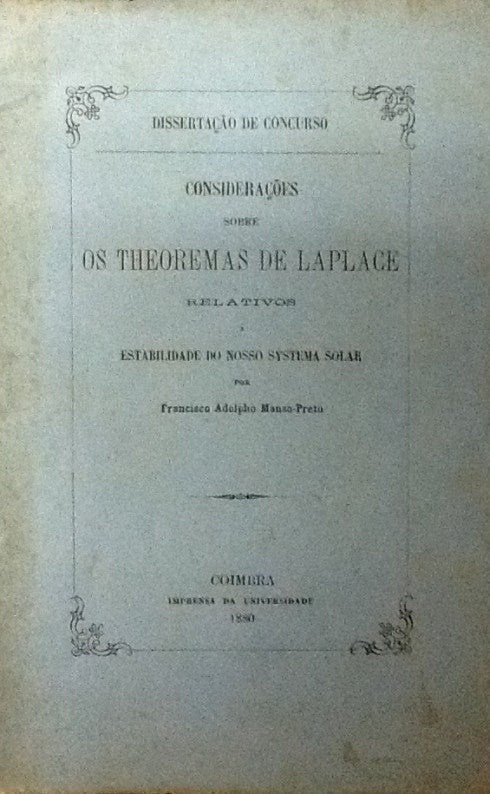 DISSERTAÇÃO DE CONCURSO
CONSIDERAÇÕES
SOBRE
OS THEOREMAS DE LAPLACE
RELATIVOS
Á
ESTABILIDADE DO NOSSO SYSTEMA SOLAR
POR
Francisco Adolpho Manso-Preto
COIMBRA
IMPRENSA DA UNIVERSIDADE
1880